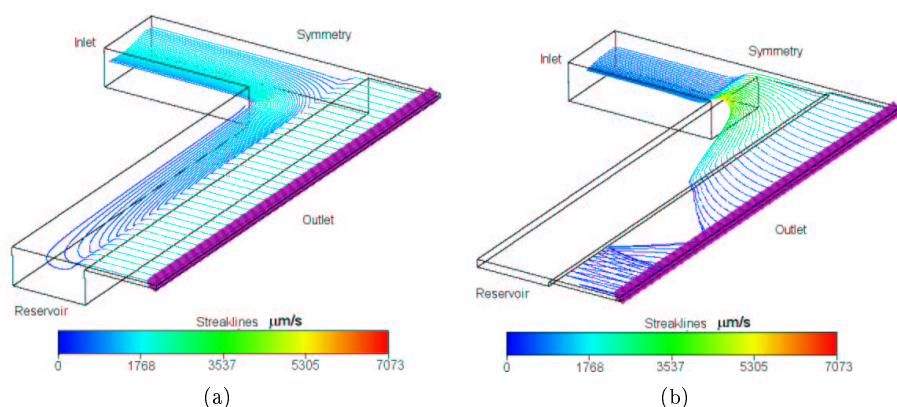 Inlet
Symmetry
Outlet
Reservoir
Streaklines μm/s
0 1768 3537 5305 7073
(a)
Inlet
Symmetry
Outlet
Reservoir
Streaklines μm/s
0 1768 3537 5305 7073
(b)